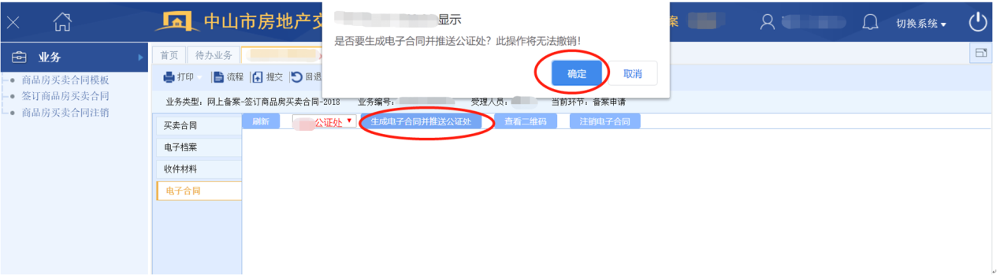 显示
是否要生成电子合同并推送公证处？此操作将无法撤销！
确定 取消
中山市房地产交
案
切换系统
业务
商品房买卖合同模板
签订商品房买卖合同
商品房买卖合同注销
首页 待办业务
打印 流程 提交 回退
业务类型：网上备案-签订商品房买卖合同-2018 业务编号： 受理人员： 当前环节：备案申请
买卖合同
电子档案
收件材料
电子合同
刷新 公证处 生成电子合同并推送公证处 查看二维码 注销电子合同